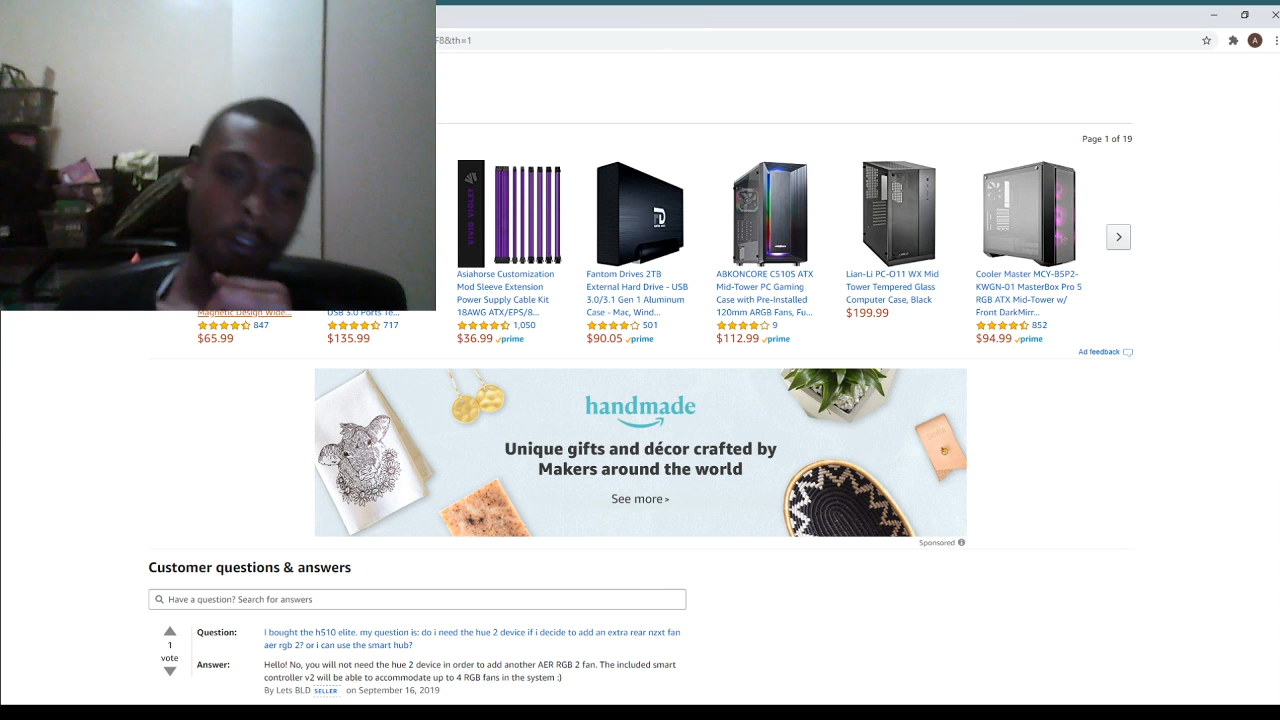 F8&th=1
A
Page 1 of 19
VIVID VIOLET
FD
Asiahorse Customization
Mod Sleeve Extension
Power Supply Cable Kit
18AWG ATX/EPS/8...
1,050
$36.99 prime
Fantom Drives 2TB
External Hard Drive - USB
3.0/3.1 Gen 1 Aluminum
Case - Mac, Wind...
501
$90.05 prime
ABKONCORE C510S ATX
Mid-Tower PC Gaming
Case with Pre-Installed
120mm ARGB Fans, Fu...
9
$112.99 prime
Lian-Li PC-O11 WX Mid
Tower Tempered Glass
Computer Case, Black
$199.99
Cooler Master MCY-B5P2-
KWGN-01 MasterBox Pro 5
RGB ATX Mid-Tower w/
Front DarkMirr...
852
$94.99 prime
Magnetic Design Wide...
847
$65.99
USB 3.0 Ports Te...
717
$135.99
Ad feedback
handmade
Unique gifts and décor crafted by
Makers around the world
See more >
Sponsored
Customer questions & answers
Have a question? Search for answers
1
vote
Question:
I bought the h510 elite. my question is: do i need the hue 2 device if i decide to add an extra rear nzxt fan
aer rgb 2? or i can use the smart hub?
Answer:
Hello! No, you will not need the hue 2 device in order to add another AER RGB 2 fan. The included smart
controller v2 will be able to accommodate up to 4 RGB fans in the system :)
By Lets BLD SELLER on September 16, 2019